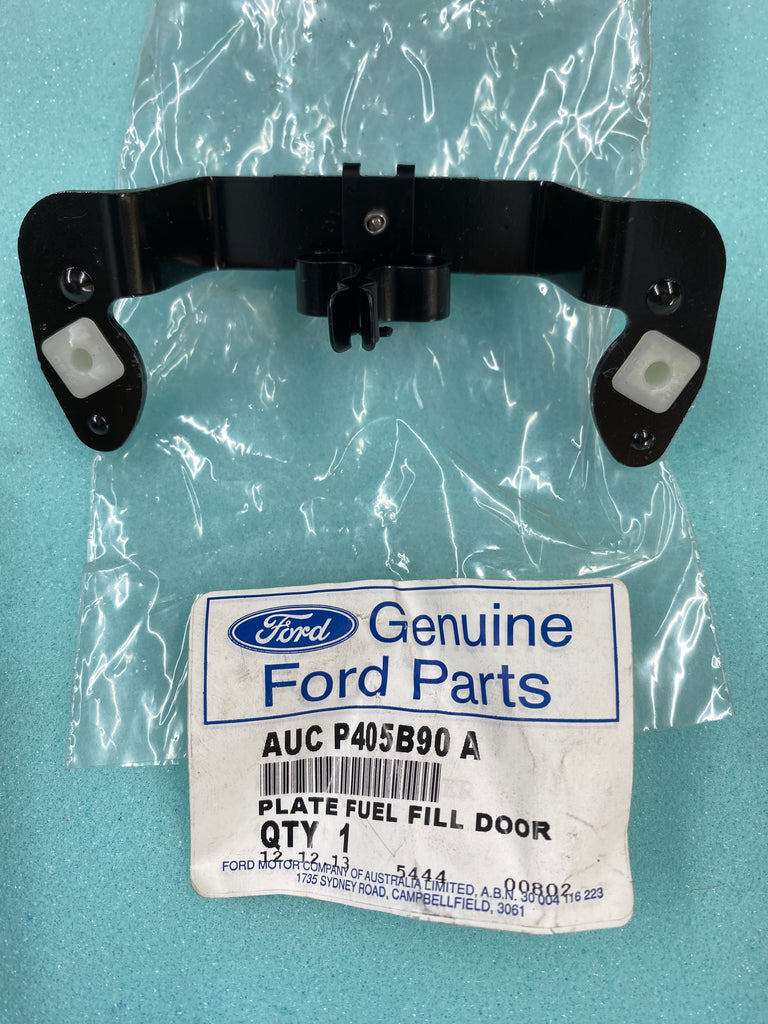 Ford Genuine
Ford Parts
AUC P405B90 A
PLATE FUEL FILL DOOR
QTY 1
12.12.13 5444 00802
FORD MOTOR COMPANY OF AUSTRALIA LIMITED, A.B.N. 30 004 116 223
1735 SYDNEY ROAD, CAMPBELLFIELD, 3061